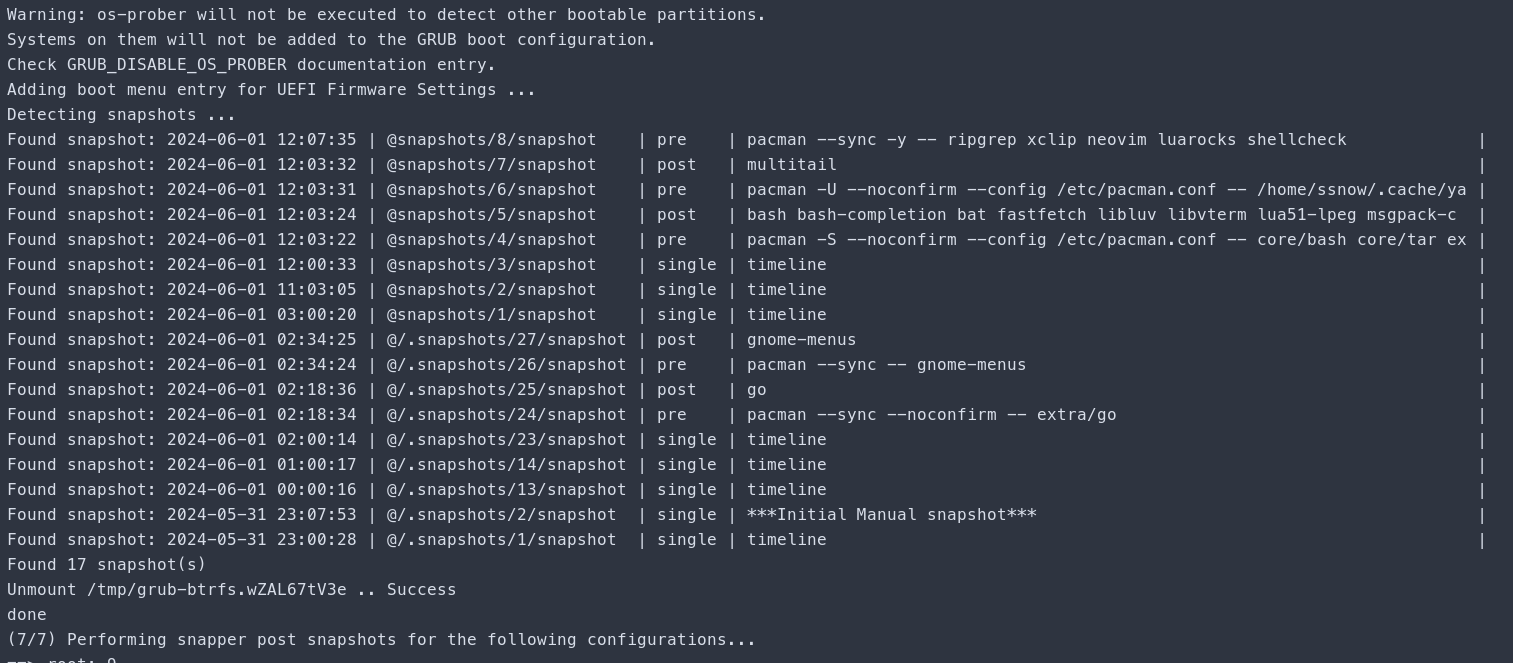 Warning: os-prober will not be executed to detect other bootable partitions.
Systems on them will not be added to the GRUB boot configuration.
Check GRUB_DISABLE_OS_PROBER documentation entry.
Adding boot menu entry for UEFI Firmware Settings ...
Detecting snapshots ...
Found snapshot: 2024-06-01 12:07:35 | @snapshots/8/snapshot    | pre    | pacman --sync -y -- ripgrep xclip neovim luarocks shellcheck             |
Found snapshot: 2024-06-01 12:03:32 | @snapshots/7/snapshot    | post   | multitail                                                                |
Found snapshot: 2024-06-01 12:03:31 | @snapshots/6/snapshot    | pre    | pacman -U --noconfirm --config /etc/pacman.conf -- /home/ssnow/.cache/ya |
Found snapshot: 2024-06-01 12:03:24 | @snapshots/5/snapshot    | post   | bash bash-completion bat fastfetch libluv libvterm lua51-lpeg msgpack-c  |
Found snapshot: 2024-06-01 12:03:22 | @snapshots/4/snapshot    | pre    | pacman -S --noconfirm --config /etc/pacman.conf -- core/bash core/tar ex |
Found snapshot: 2024-06-01 12:00:33 | @snapshots/3/snapshot    | single | timeline                                                                 |
Found snapshot: 2024-06-01 11:03:05 | @snapshots/2/snapshot    | single | timeline                                                                 |
Found snapshot: 2024-06-01 03:00:20 | @snapshots/1/snapshot    | single | timeline                                                                 |
Found snapshot: 2024-06-01 02:34:25 | @/.snapshots/27/snapshot | post   | gnome-menus                                                              |
Found snapshot: 2024-06-01 02:34:24 | @/.snapshots/26/snapshot | pre    | pacman --sync -- gnome-menus                                             |
Found snapshot: 2024-06-01 02:18:36 | @/.snapshots/25/snapshot | post   | go                                                                       |
Found snapshot: 2024-06-01 02:18:34 | @/.snapshots/24/snapshot | pre    | pacman --sync --noconfirm -- extra/go                                    |
Found snapshot: 2024-06-01 02:00:14 | @/.snapshots/23/snapshot | single | timeline                                                                 |
Found snapshot: 2024-06-01 01:00:17 | @/.snapshots/14/snapshot | single | timeline                                                                 |
Found snapshot: 2024-06-01 00:00:16 | @/.snapshots/13/snapshot | single | timeline                                                                 |
Found snapshot: 2024-05-31 23:07:53 | @/.snapshots/2/snapshot  | single | ***Initial Manual snapshot***                                            |
Found snapshot: 2024-05-31 23:00:28 | @/.snapshots/1/snapshot  | single | timeline                                                                 |
Found 17 snapshot(s)
Unmount /tmp/grub-btrfs.wZAL67tV3e .. Success
done
(7/7) Performing snapper post snapshots for the following configurations...
==> root: